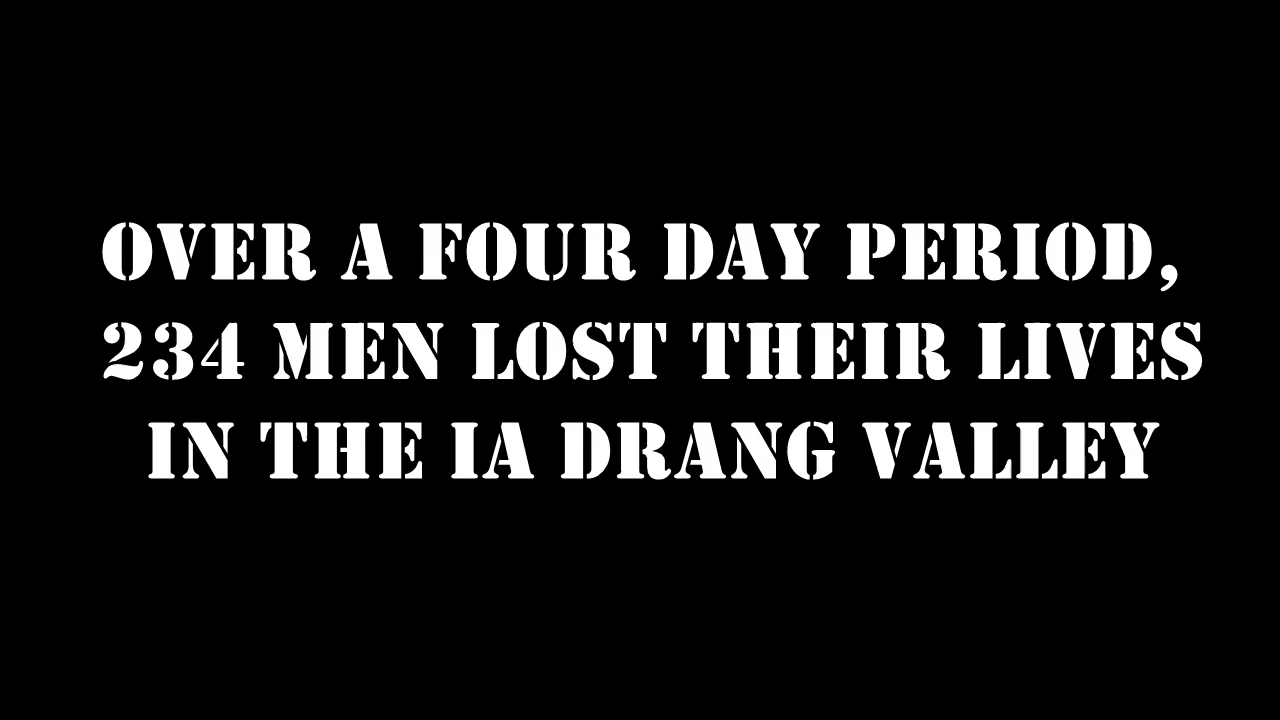 OVER A FOUR DAY PERIOD,
234 MEN LOST THEIR LIVES
IN THE IA DRANG VALLEY